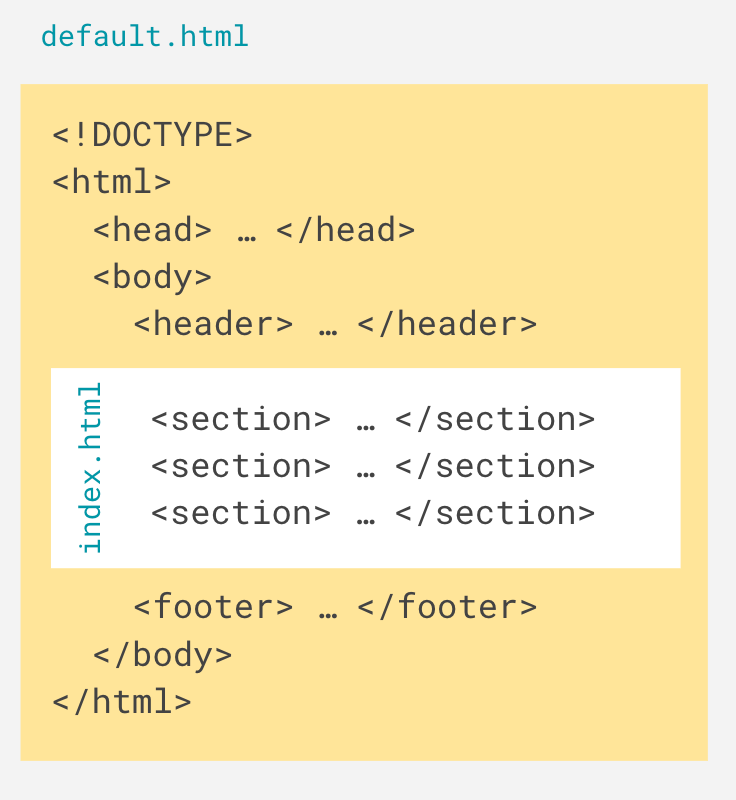 default.html
<!DOCTYPE>
<html>
  <head> … </head>
  <body>
    <header> … </header>
index.html
<section> … </section>
<section> … </section>
<section> … </section>
    <footer> … </footer>
  </body>
</html>